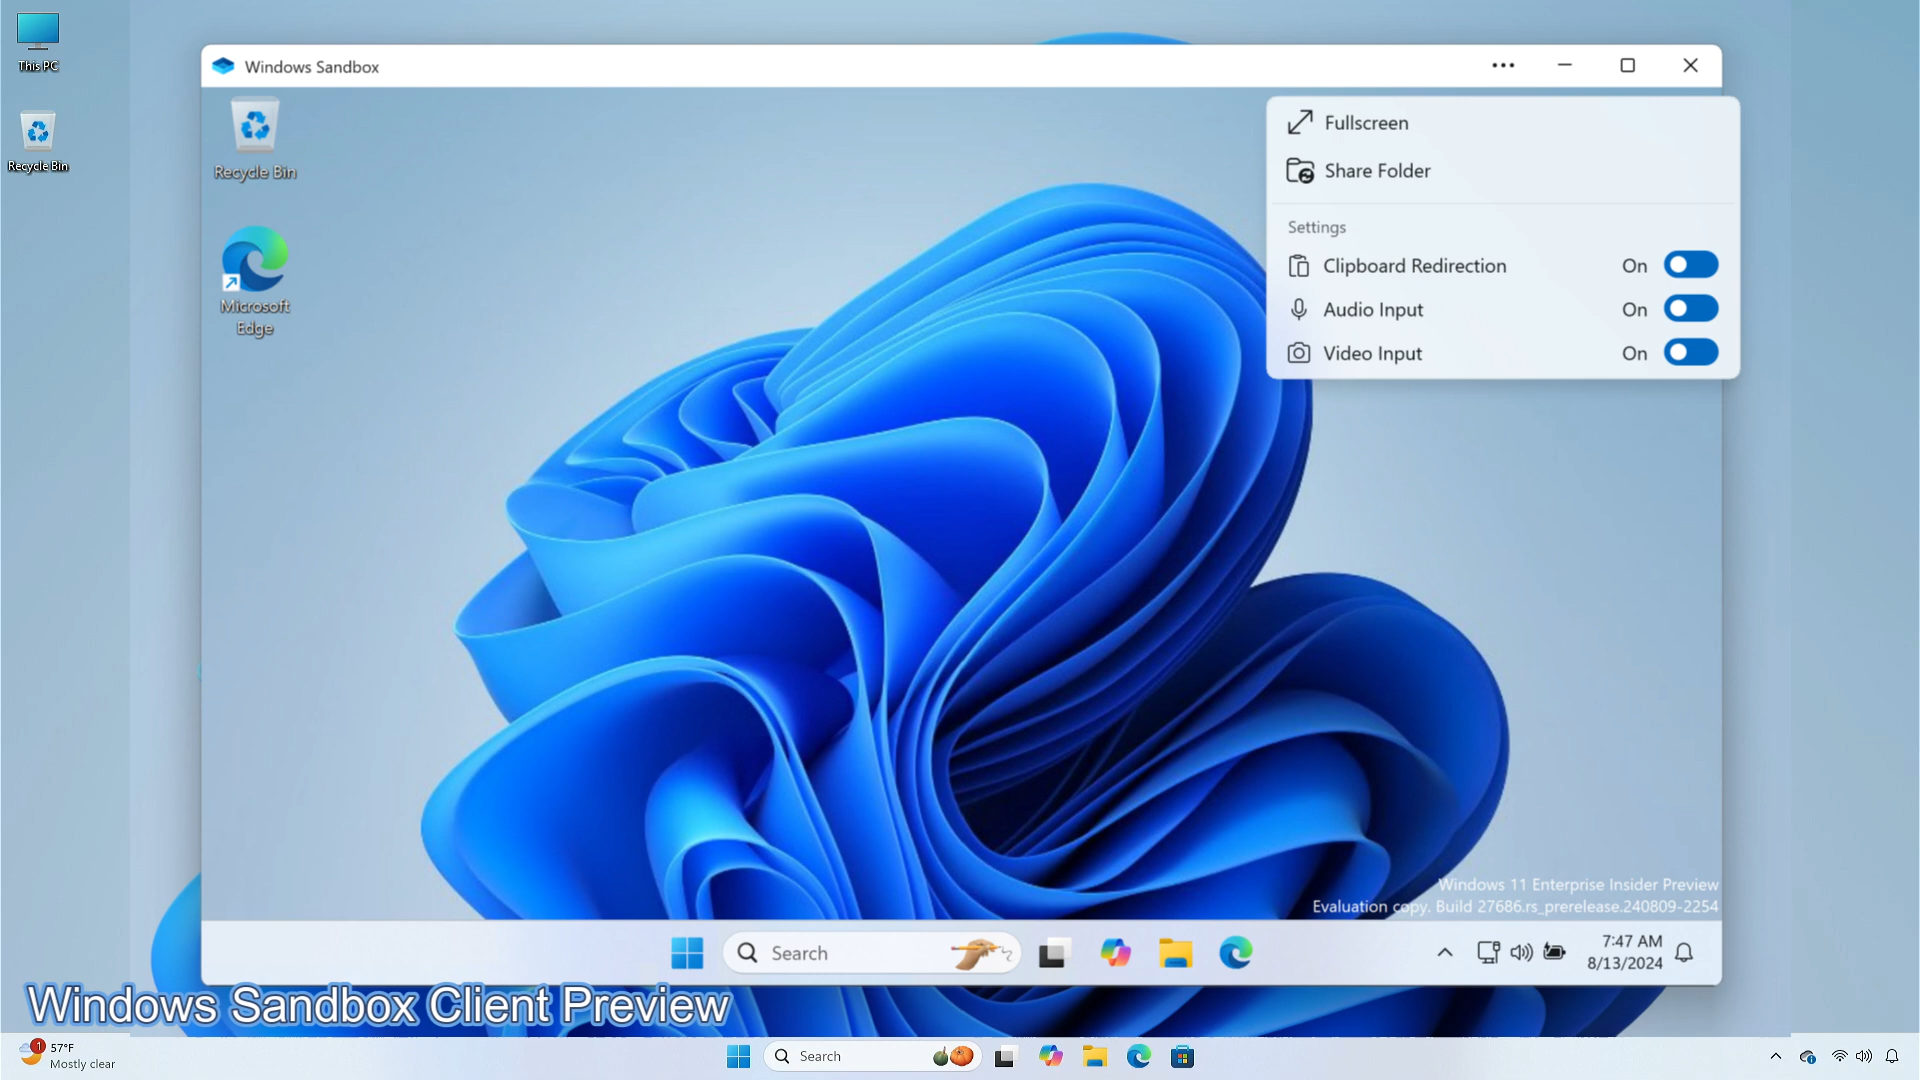 This PC
Recycle Bin
Windows Sandbox
Recycle Bin
Microsoft
Edge
Fullscreen
Share Folder
Settings
Clipboard Redirection On
Audio Input On
Video Input On
Windows 11 Enterprise Insider Preview
Evaluation copy. Build 27686.rs_prerelease.240809-2254
Search
7:47 AM
8/13/2024
Windows Sandbox Client Preview
1
57°F
Mostly clear
Search